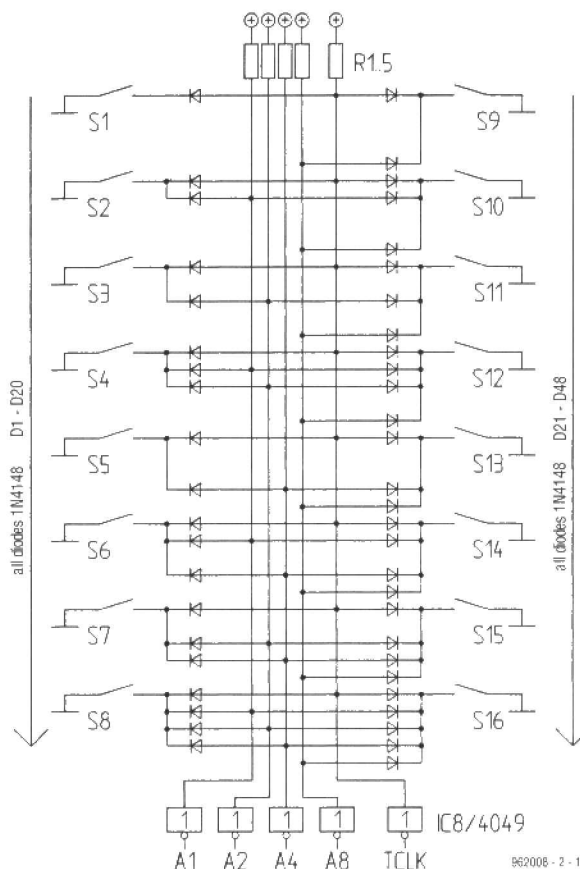 R1..5
S1
S9
S2
S10
S3
S11
S4
S12
S5
S13
S6
S14
S7
S15
S8
S16
all diodes 1N4148 D1 - D20
all diodes 1N4148 D21 - D48
1
1
1
1
1
IC8/4049
A1
A2
A4
A8
TCLK
962008 - 2 - 1